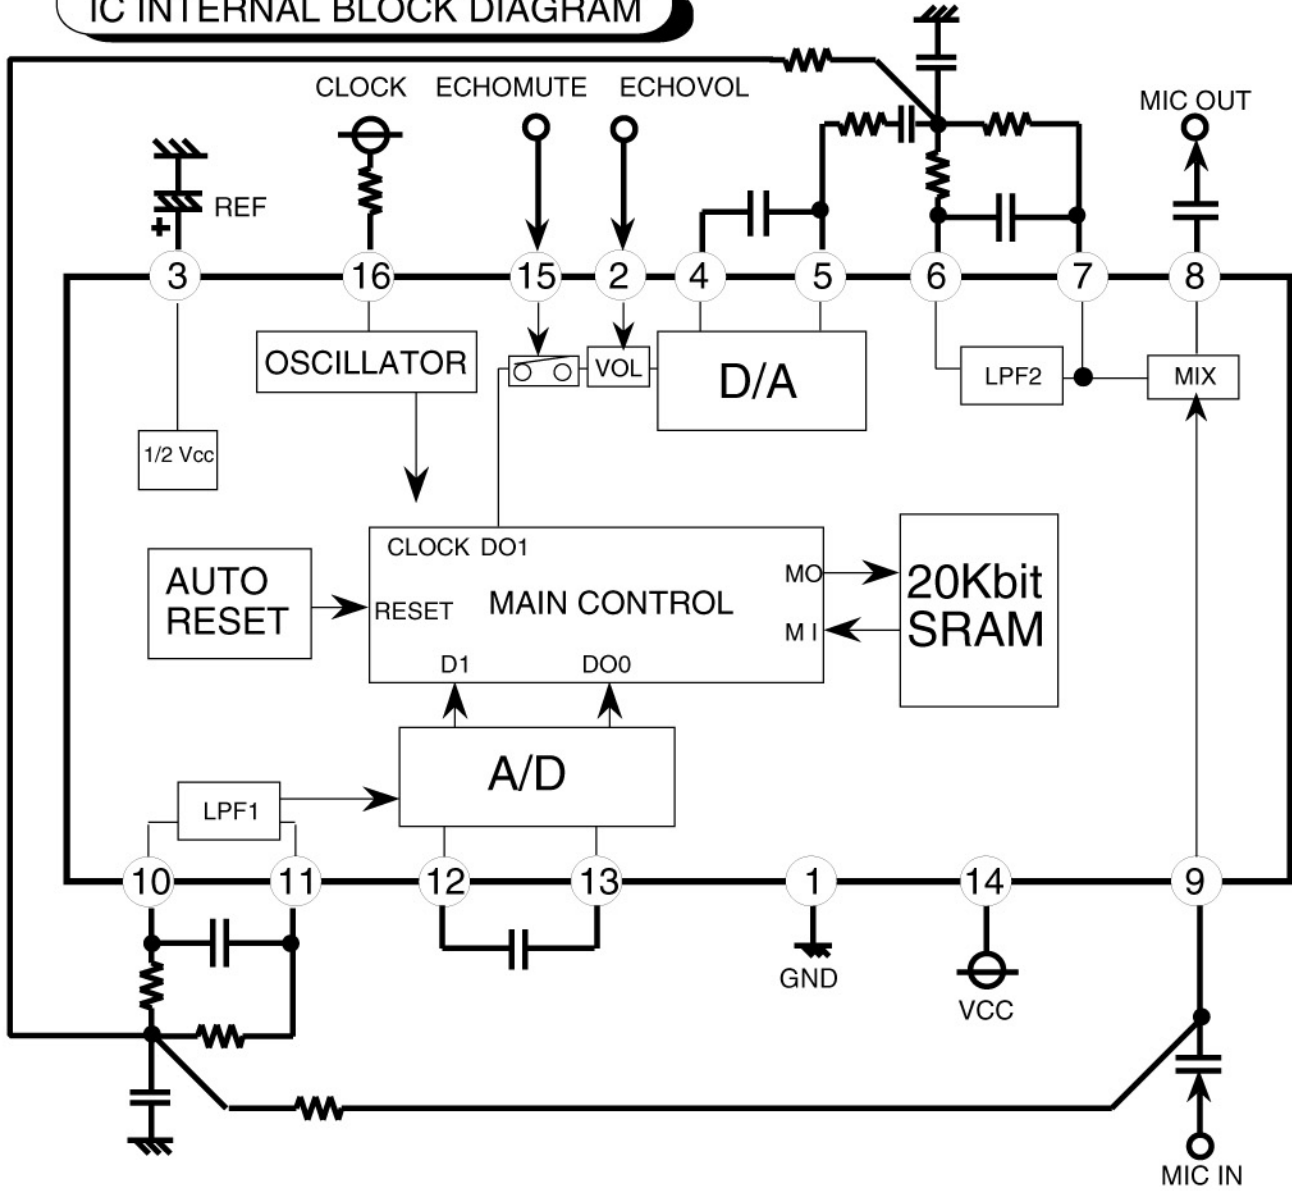 IC INTERNAL BLOCK DIAGRAM
CLOCK ECHOMUTE ECHOVOL
MIC OUT
REF
+
3 16 15 2 4 5 6 7 8
OSCILLATOR
VOL
D/A
LPF2
MIX
1/2 Vcc
CLOCK DO1
AUTO
RESET
RESET
MAIN CONTROL
MO
M I
20Kbit
SRAM
D1 DO0
A/D
LPF1
10 11 12 13 1 14 9
GND
VCC
MIC IN